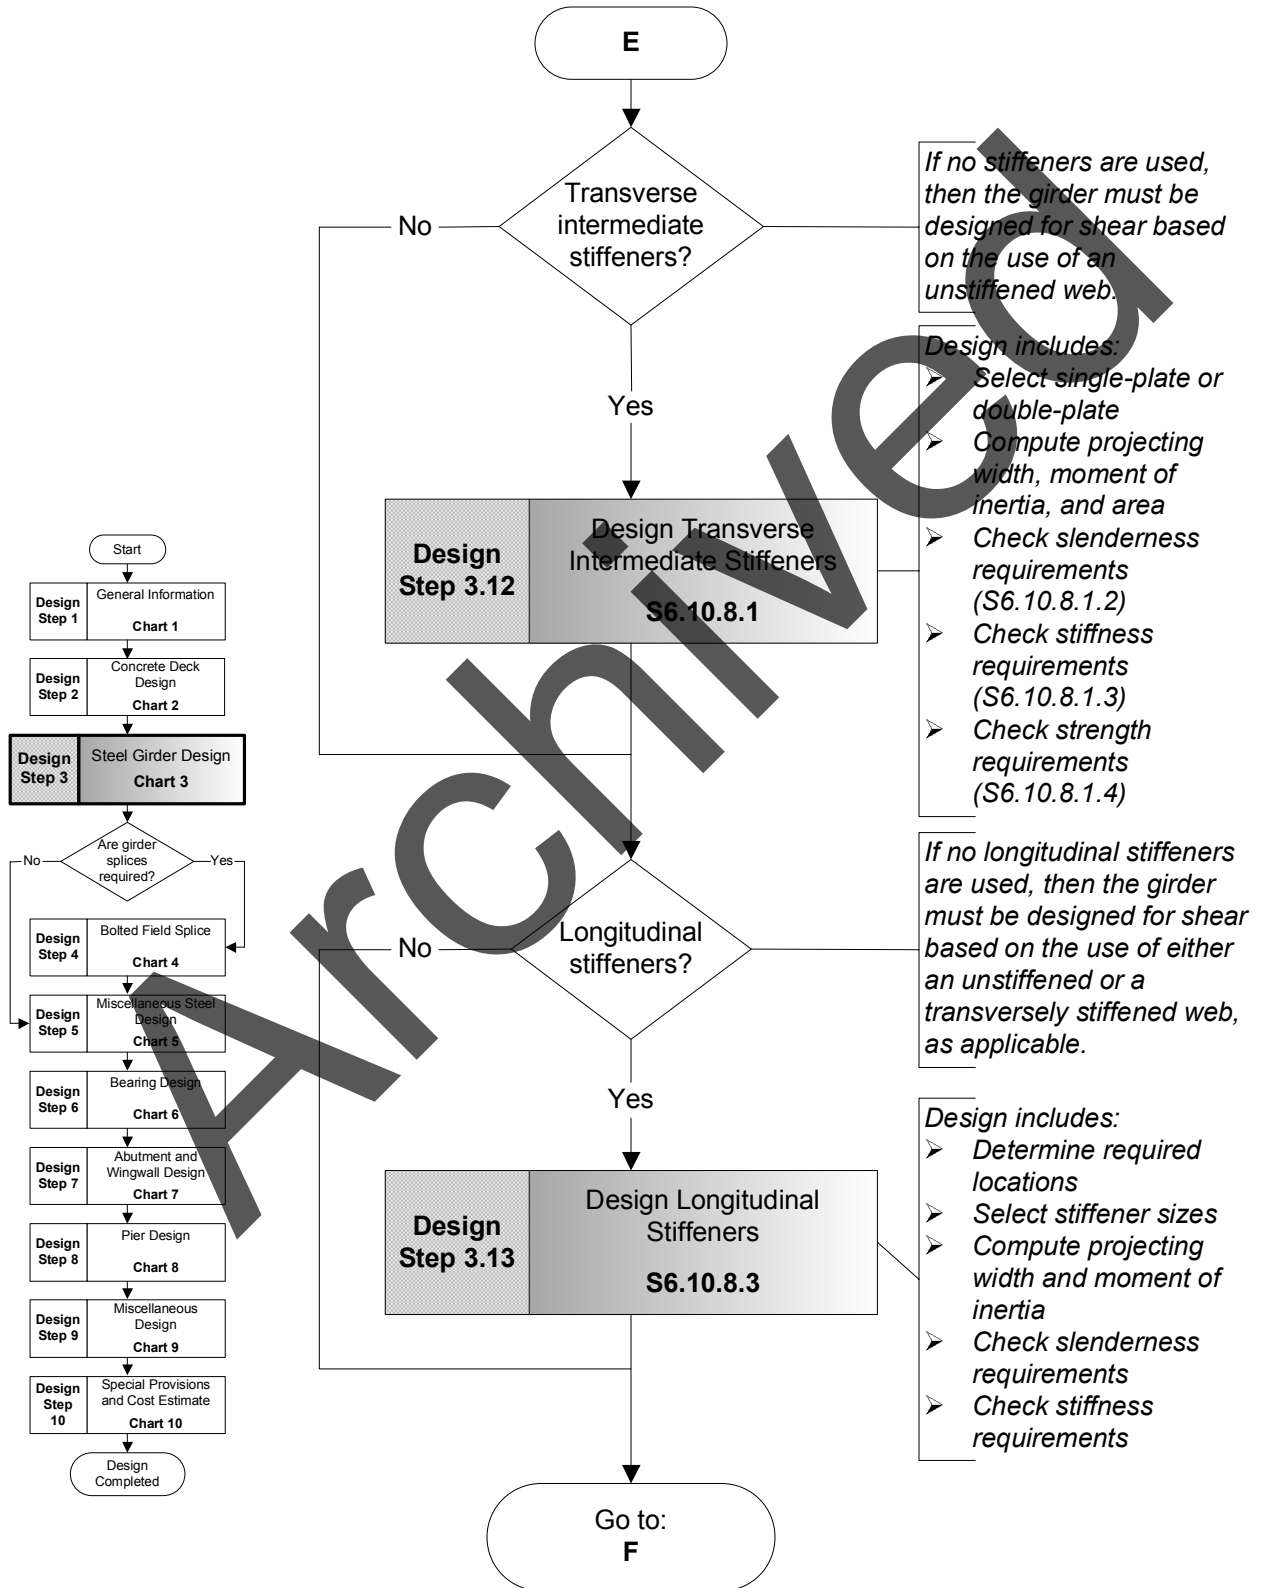 E
Transverse
intermediate
stiffeners?
No
Yes
If no stiffeners are used,
then the girder must be
designed for shear based
on the use of an
unstiffened web.
Design
Step 3.12
Design Transverse
Intermediate Stiffeners
S6.10.8.1
Design includes:
➢ Select single-plate or
double-plate
➢ Compute projecting
width, moment of
inertia, and area
➢ Check slenderness
requirements
(S6.10.8.1.2)
➢ Check stiffness
requirements
(S6.10.8.1.3)
➢ Check strength
requirements
(S6.10.8.1.4)
Longitudinal
stiffeners?
No
Yes
If no longitudinal stiffeners
are used, then the girder
must be designed for shear
based on the use of either
an unstiffened or a
transversely stiffened web,
as applicable.
Design
Step 3.13
Design Longitudinal
Stiffeners
S6.10.8.3
Design includes:
➢ Determine required
locations
➢ Select stiffener sizes
➢ Compute projecting
width and moment of
inertia
➢ Check slenderness
requirements
➢ Check stiffness
requirements
Go to:
F
Start
Design
Step 1
General Information
Chart 1
Design
Step 2
Concrete Deck
Design
Chart 2
Design
Step 3
Steel Girder Design
Chart 3
Are girder
splices
required?
No
Yes
Design
Step 4
Bolted Field Splice
Chart 4
Design
Step 5
Miscellaneous Steel
Design
Chart 5
Design
Step 6
Bearing Design
Chart 6
Design
Step 7
Abutment and
Wingwall Design
Chart 7
Design
Step 8
Pier Design
Chart 8
Design
Step 9
Miscellaneous
Design
Chart 9
Design
Step
10
Special Provisions
and Cost Estimate
Chart 10
Design
Completed
Archived